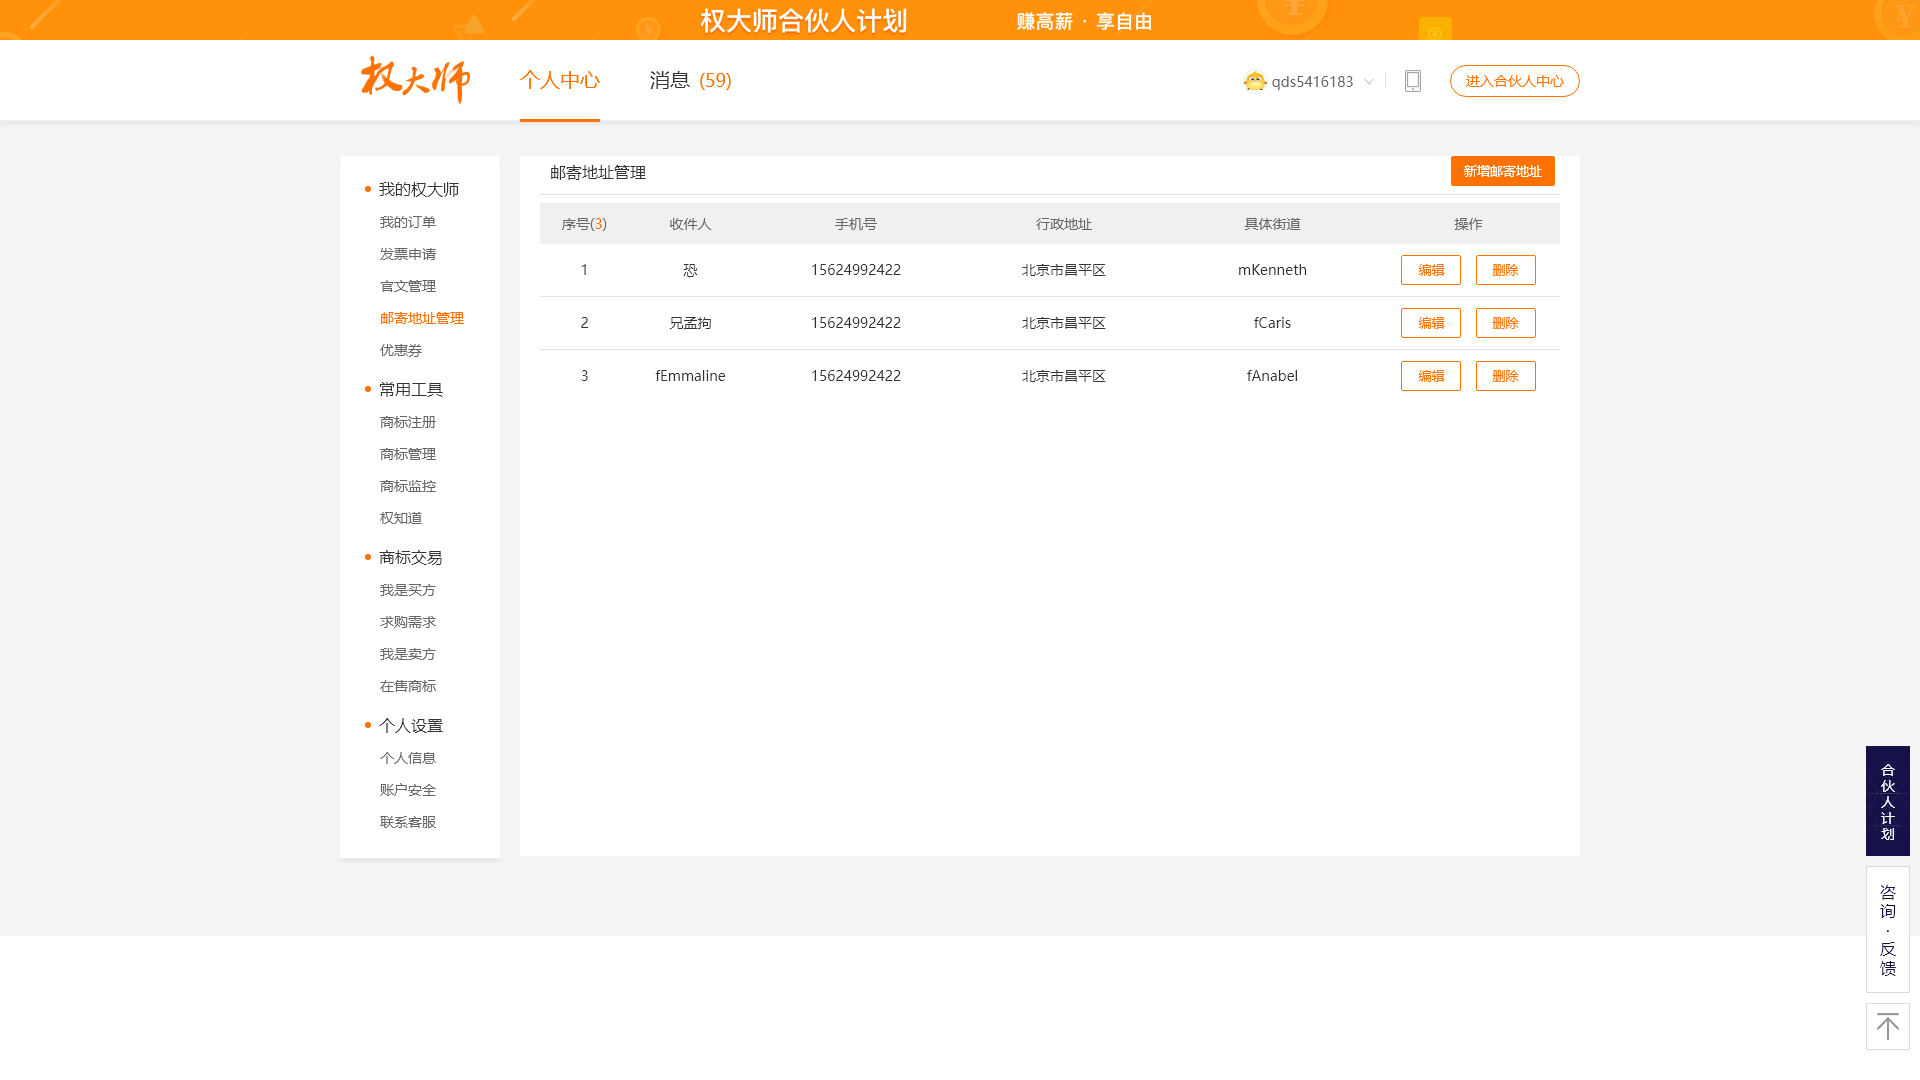 权大师合伙人计划 赚高薪 · 享自由
权大师 个人中心 消息 (59) qds5416183 进入合伙人中心
我的权大师
我的订单
发票申请
官文管理
邮寄地址管理
优惠券
常用工具
商标注册
商标管理
商标监控
权知道
商标交易
我是买方
求购需求
我是卖方
在售商标
个人设置
个人信息
账户安全
联系客服
邮寄地址管理 新增邮寄地址
序号(3) 收件人 手机号 行政地址 具体街道 操作
1 恐 15624992422 北京市昌平区 mKenneth 编辑 删除
2 兄孟拘 15624992422 北京市昌平区 fCaris 编辑 删除
3 fEmmaline 15624992422 北京市昌平区 fAnabel 编辑 删除
合伙人计划
咨询·反馈